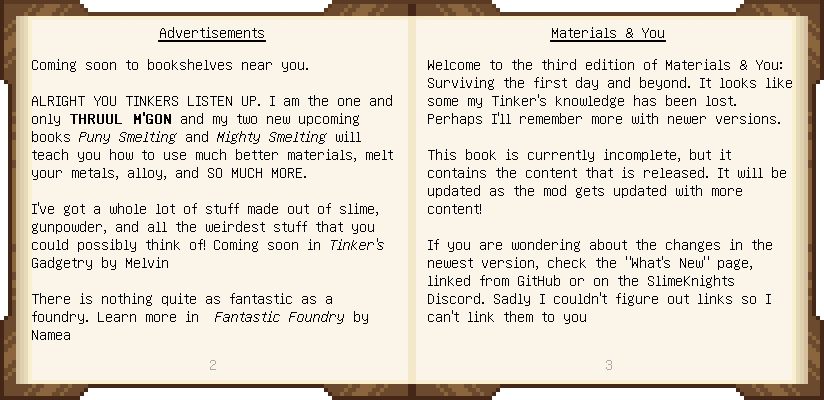 Advertisements
Coming soon to bookshelves near you.
ALRIGHT YOU TINKERS LISTEN UP. I am the one and
only THRUUL M'GON and my two new upcoming
books Puny Smelting and Mighty Smelting will
teach you how to use much better materials, melt
your metals, alloy, and SO MUCH MORE.
I've got a whole lot of stuff made out of slime,
gunpowder, and all the weirdest stuff that you
could possibly think of! Coming soon in Tinker's
Gadgetry by Melvin
There is nothing quite as fantastic as a
foundry. Learn more in Fantastic Foundry by
Namea
2
Materials & You
Welcome to the third edition of Materials & You:
Surviving the first day and beyond. It looks like
some my Tinker's knowledge has been lost.
Perhaps I'll remember more with newer versions.
This book is currently incomplete, but it
contains the content that is released. It will be
updated as the mod gets updated with more
content!
If you are wondering about the changes in the
newest version, check the "What's New" page,
linked from GitHub or on the SlimeKnights
Discord. Sadly I couldn't figure out links so I
can't link them to you
3